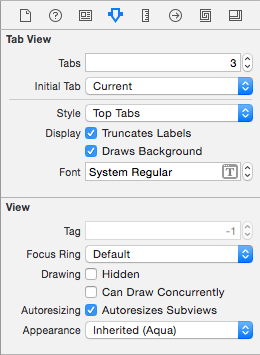 Tab View
Tabs 3
Initial Tab Current
Style Top Tabs
Display Truncates Labels
Draws Background
Font System Regular T
View
Tag -1
Focus Ring Default
Drawing Hidden
Can Draw Concurrently
Autoresizing Autoresizes Subviews
Appearance Inherited (Aqua)